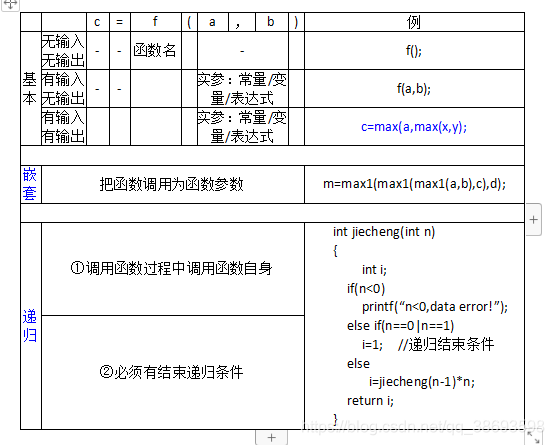 c = f ( a , b ) 例
基本
无输入无输出 - - 函数名 - f();
有输入无输出 - - 实参：常量/变量/表达式 f(a,b);
有输入有输出 实参：常量/变量/表达式 c=max(a,max(x,y);
嵌套 把函数调用为函数参数 m=max1(max1(max1(a,b),c),d);
递归
①调用函数过程中调用函数自身
②必须有结束递归条件
int jiecheng(int n)
{
int i;
if(n<0)
printf(“n<0,data error!”);
else if(n==0|n==1)
i=1; //递归结束条件
else
i=jiecheng(n-1)*n;
return i;
}